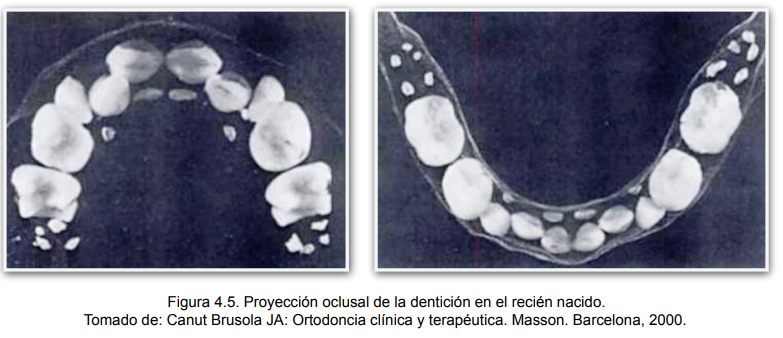 Figura 4.5. Proyección oclusal de la dentición en el recién nacido.
Tomado de: Canut Brusola JA: Ortodoncia clínica y terapéutica. Masson. Barcelona, 2000.